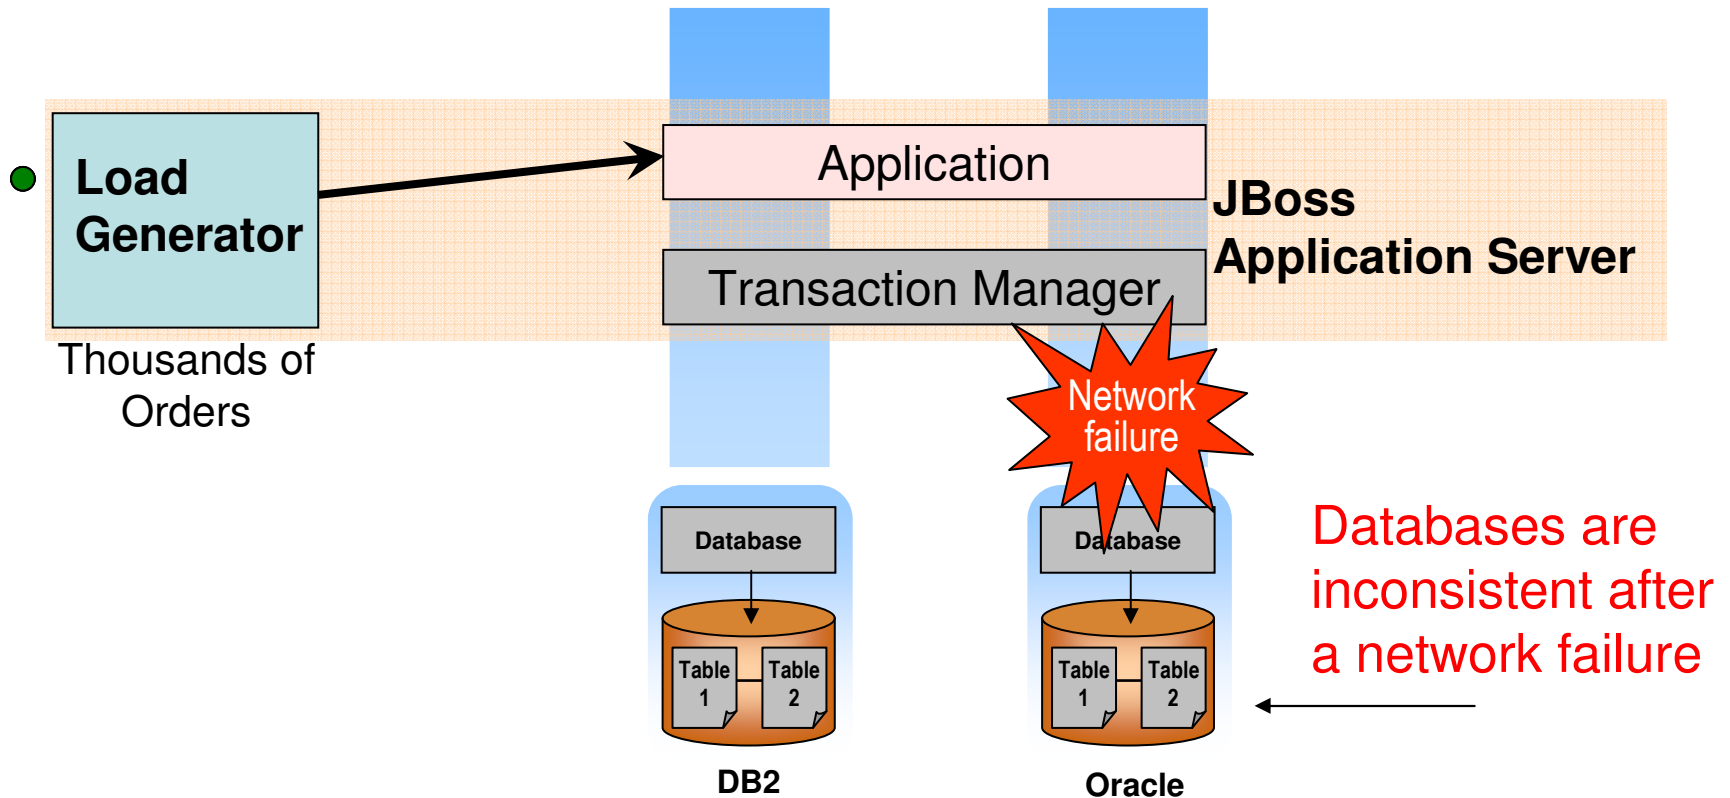 Load
Generator
Thousands of
Orders
Application
Transaction Manager
JBoss
Application Server
Network
failure
Database
Table
1
Table
2
DB2
Database
Table
1
Table
2
Oracle
Databases are
inconsistent after
a network failure